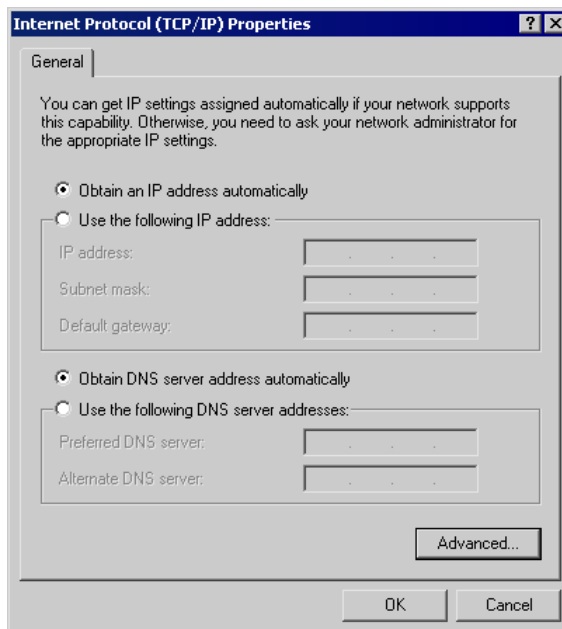 Internet Protocol (TCP/IP) Properties
General
You can get IP settings assigned automatically if your network supports
this capability. Otherwise, you need to ask your network administrator for
the appropriate IP settings.
Obtain an IP address automatically
Use the following IP address:
IP address:
Subnet mask:
Default gateway:
Obtain DNS server address automatically
Use the following DNS server addresses:
Preferred DNS server:
Alternate DNS server:
Advanced...
OK Cancel